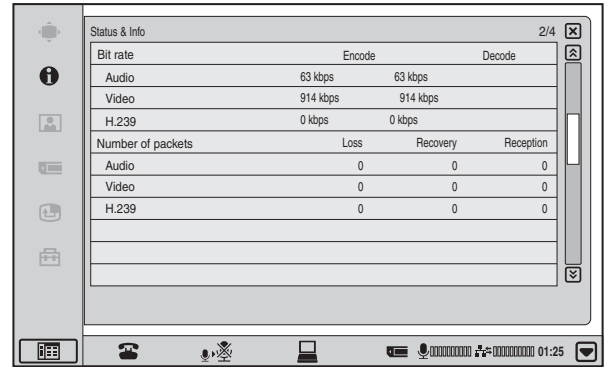 Status & Info 2/4
Bit rate Encode Decode
Audio 63 kbps 63 kbps
Video 914 kbps 914 kbps
H.239 0 kbps 0 kbps
Number of packets Loss Recovery Reception
Audio 0 0 0
Video 0 0 0
H.239 0 0 0
01:25